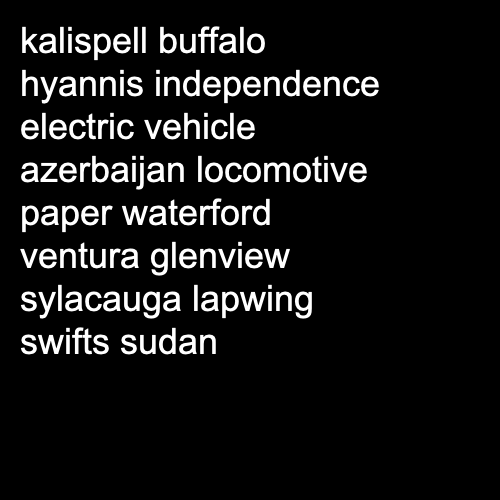 kalispell buffalo
hyannis independence
electric vehicle
azerbaijan locomotive
paper waterford
ventura glenview
sylacauga lapwing
swifts sudan